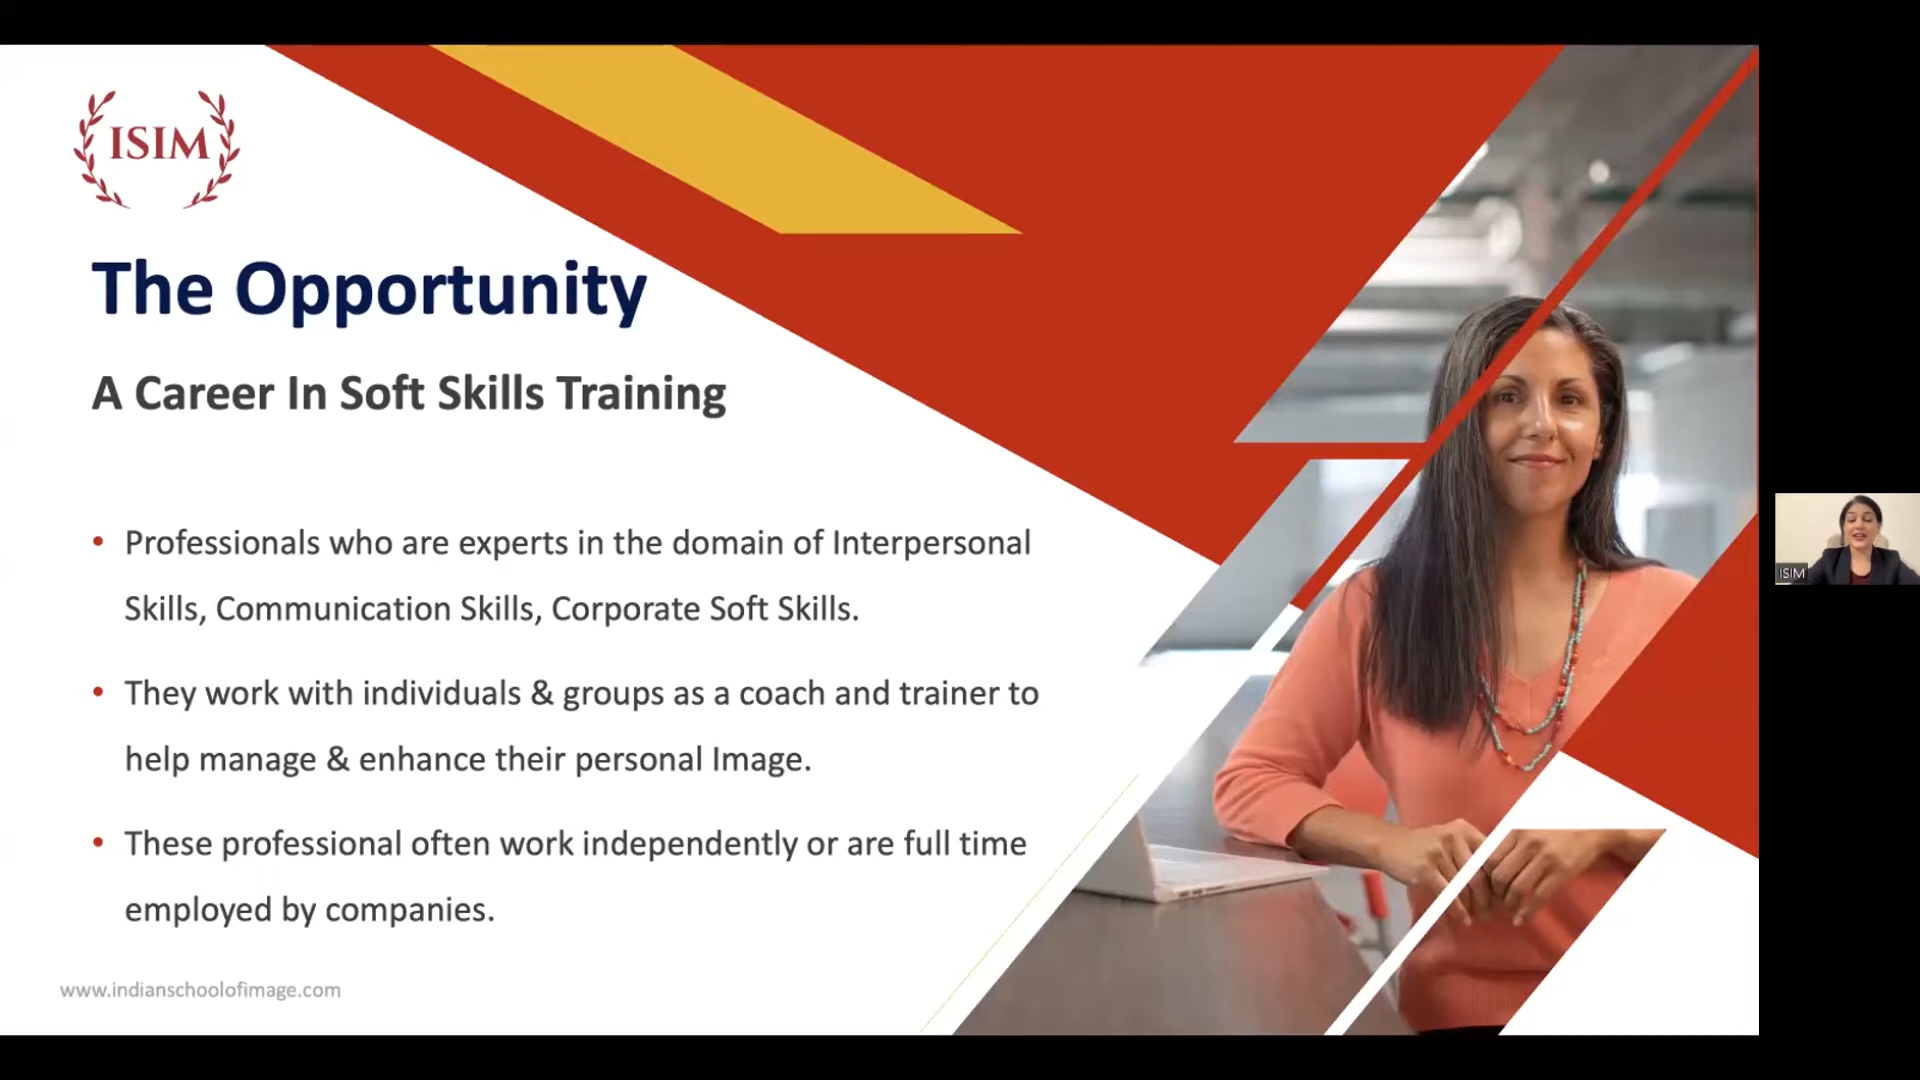 ISIM
The Opportunity
A Career In Soft Skills Training
• Professionals who are experts in the domain of Interpersonal
Skills, Communication Skills, Corporate Soft Skills.
• They work with individuals & groups as a coach and trainer to
help manage & enhance their personal Image.
• These professional often work independently or are full time
employed by companies.
www.indianschoolofimage.com
ISIM